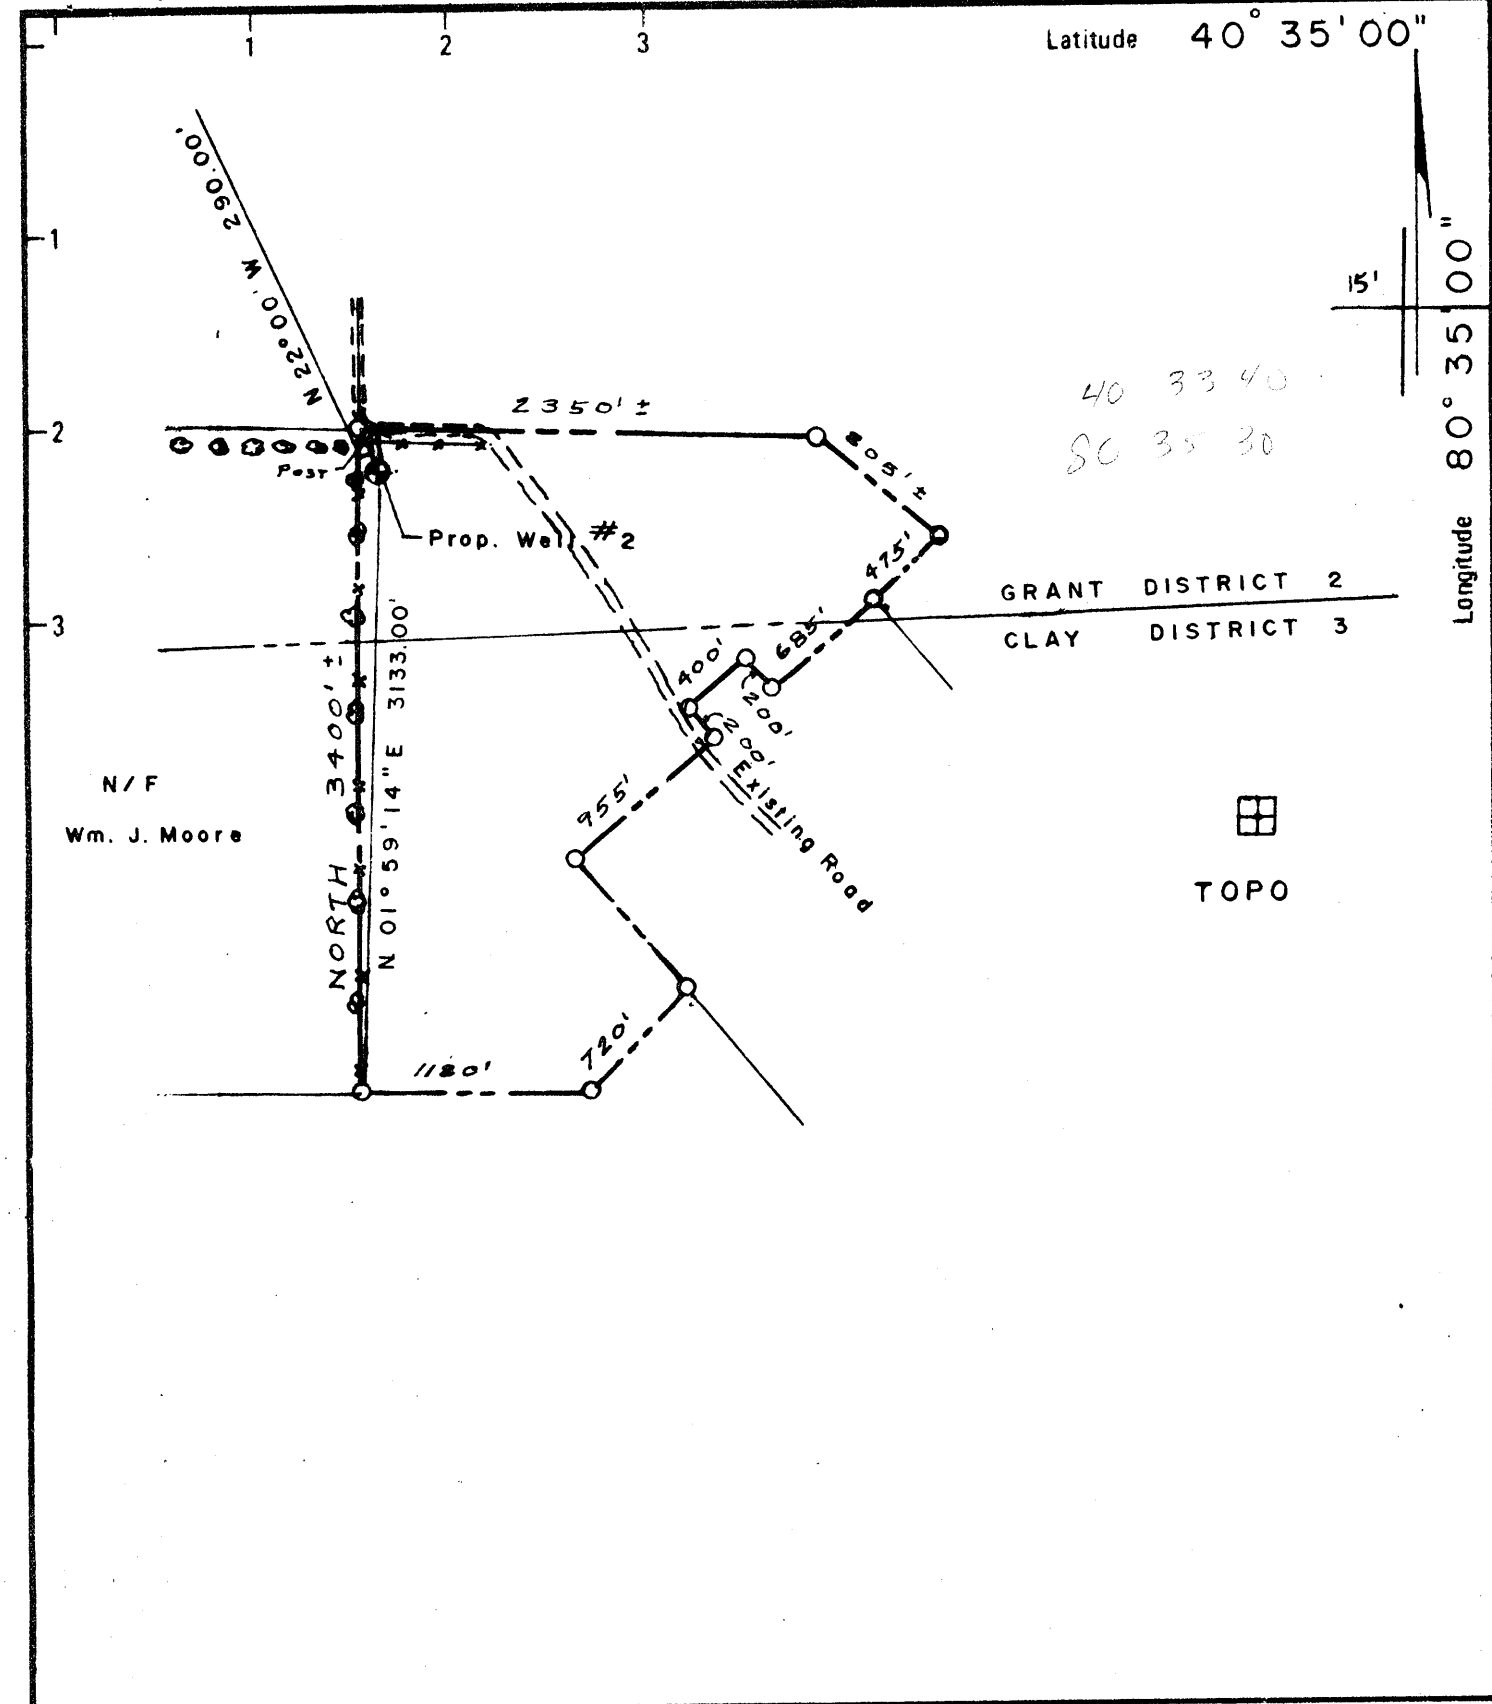 1 2 3
Latitude 40° 35' 00"
1
2
3
Longitude 80° 35' 00"
15'
40 33 40
80 35 30
N 22° 00' W 290.00'
2350' ±
805' ±
Post
Prop. Well #2
475'
GRANT DISTRICT 2
CLAY DISTRICT 3
685'
400'
200'
200'
Existing Road
NORTH 3400' ±
N 01° 59' 14" E 3133.00'
N/F
Wm. J. Moore
955'
TOPO
720'
1180'